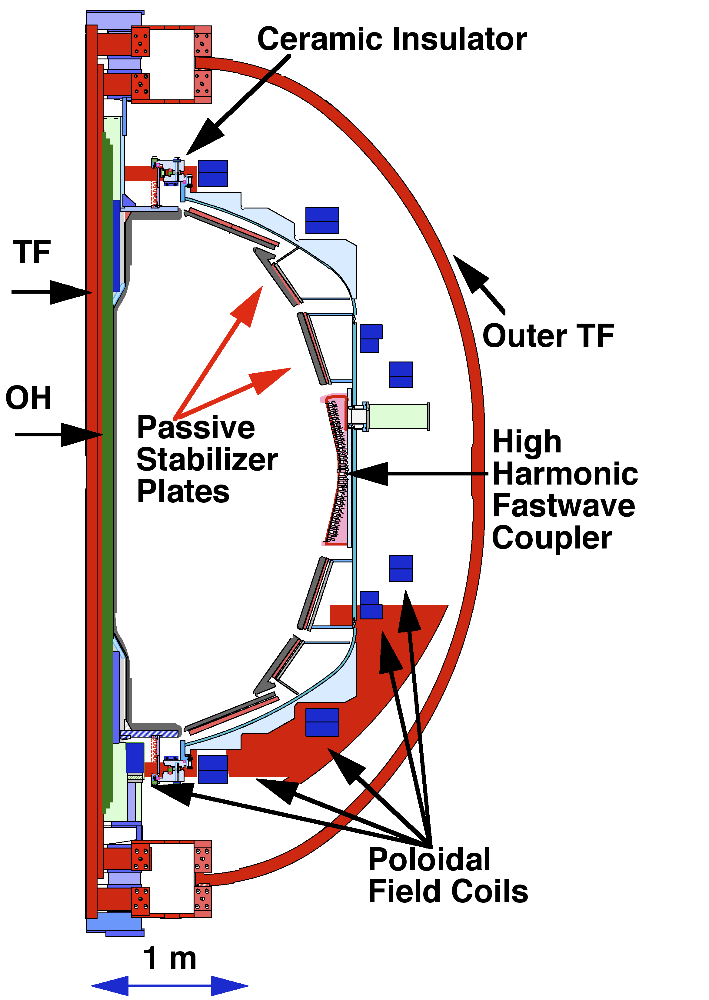 Ceramic Insulator
TF
Outer TF
OH
Passive
Stabilizer
Plates
High
Harmonic
Fastwave
Coupler
Poloidal
Field Coils
1 m